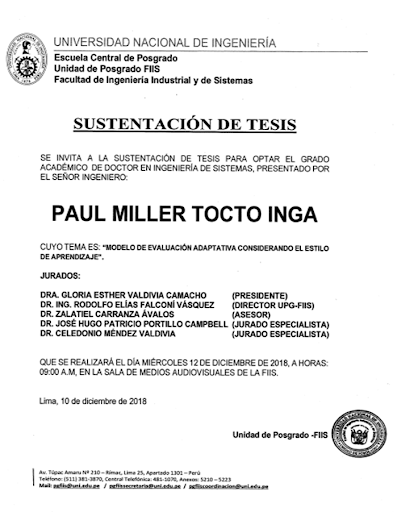 UNIVERSIDAD NACIONAL DE INGENIERÍA
Escuela Central de Posgrado
Unidad de Posgrado FIIS
Facultad de Ingeniería Industrial y de Sistemas
SUSTENTACIÓN DE TESIS
SE INVITA A LA SUSTENTACIÓN DE TESIS PARA OPTAR EL GRADO
ACADÉMICO DE DOCTOR EN INGENIERÍA DE SISTEMAS, PRESENTADO POR
EL SEÑOR INGENIERO:
PAUL MILLER TOCTO INGA
CUYO TEMA ES: "MODELO DE EVALUACIÓN ADAPTATIVA CONSIDERANDO EL ESTILO
DE APRENDIZAJE".
JURADOS:
DRA. GLORIA ESTHER VALDIVIA CAMACHO (PRESIDENTE)
DR. ING. RODOLFO ELÍAS FALCONÍ VÁSQUEZ (DIRECTOR UPG-FIIS)
DR. ZALATIEL CARRANZA ÁVALOS (ASESOR)
DR. JOSÉ HUGO PATRICIO PORTILLO CAMPBELL (JURADO ESPECIALISTA)
DR. CELEDONIO MÉNDEZ VALDIVIA (JURADO ESPECIALISTA)
QUE SE REALIZARÁ EL DÍA MIÉRCOLES 12 DE DICIEMBRE DE 2018, A HORAS:
09:00 A.M, EN LA SALA DE MEDIOS AUDIOVISUALES DE LA FIIS.
Lima, 10 de diciembre de 2018
Unidad de Posgrado -FIIS
Av. Túpac Amaru Nº 210 – Rímac, Lima 25, Apartado 1301 – Perú
Teléfono: (511) 381-3870, Central Telefónica: 481-1070, Anexos: 5210 – 5223
Mail: pgfiis@uni.edu.pe / pgfiissecretaria@uni.edu.pe / pgfiiscoordinacion@uni.edu.pe